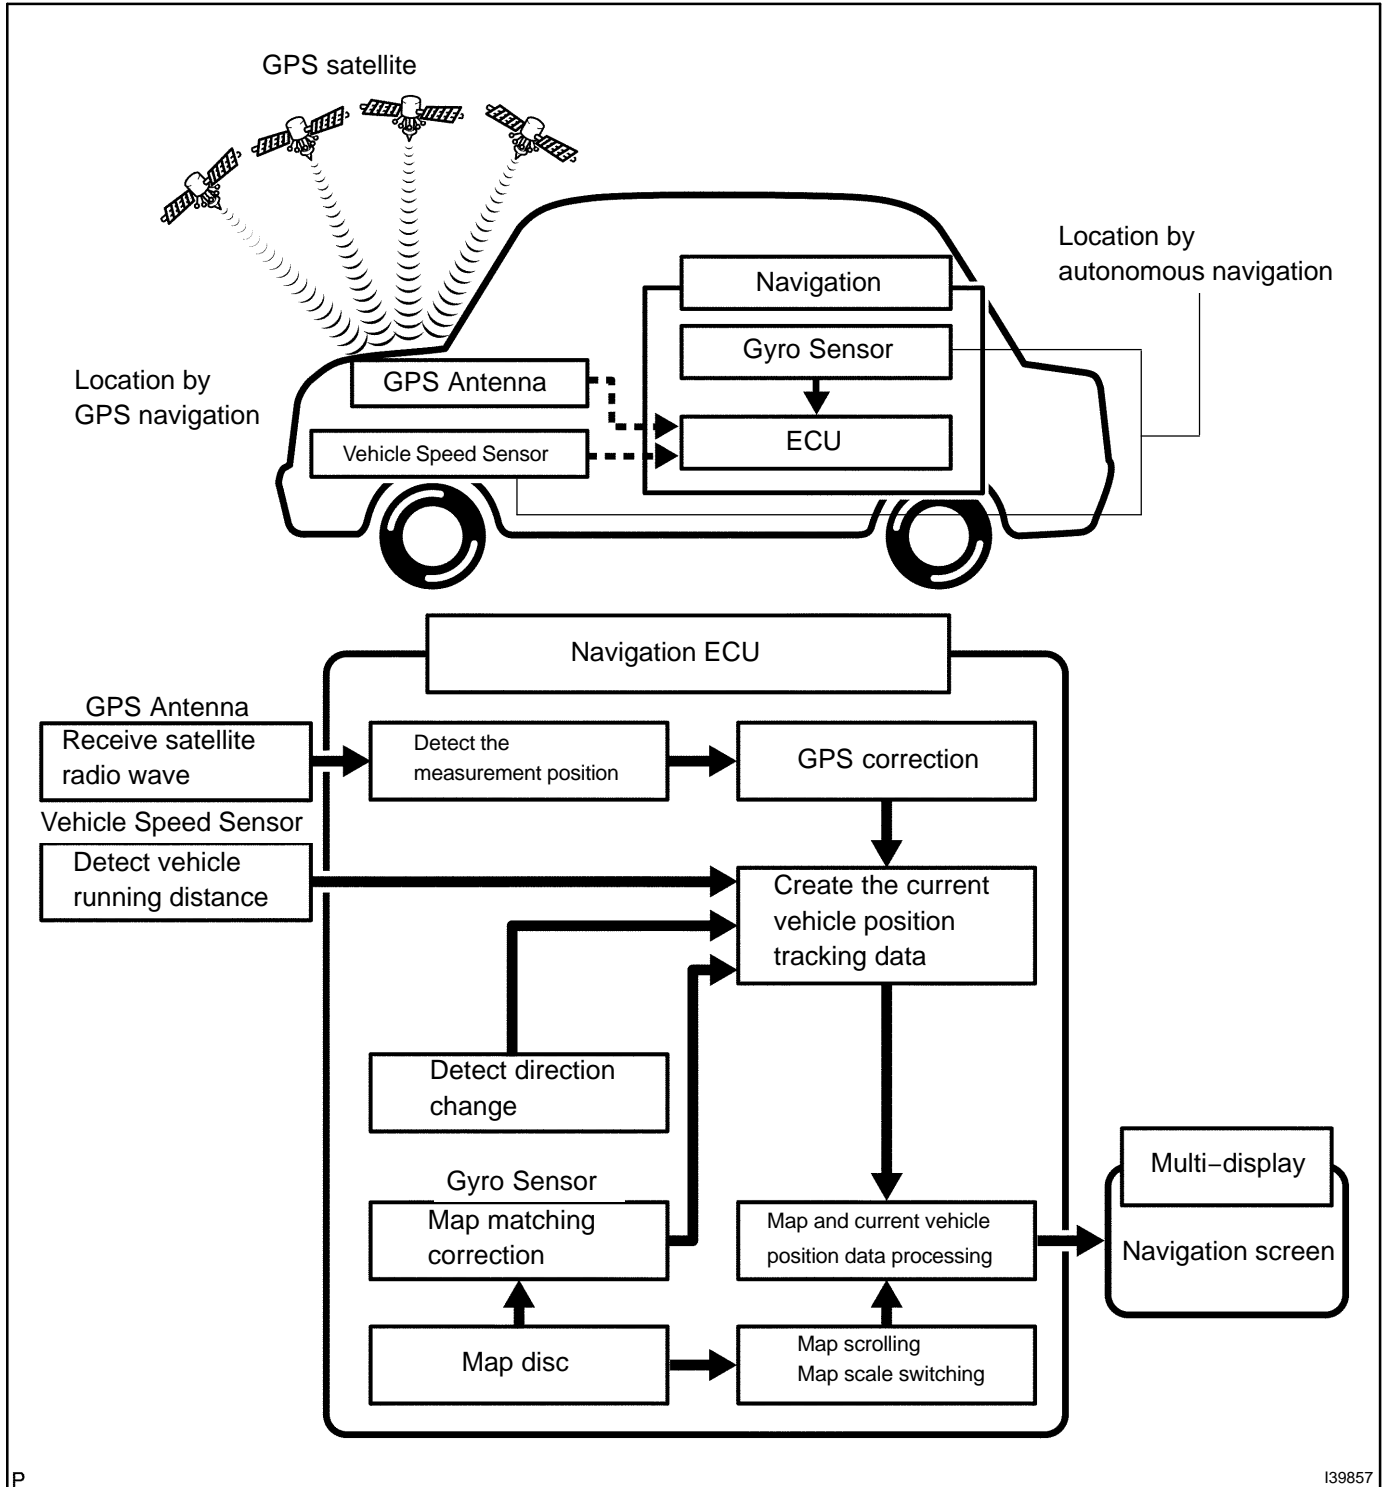 GPS satellite
Location by
autonomous navigation
Navigation
Gyro Sensor
Location by
GPS navigation
GPS Antenna
ECU
Vehicle Speed Sensor
Navigation ECU
GPS Antenna
Receive satellite
radio wave
Detect the
measurement position
GPS correction
Vehicle Speed Sensor
Detect vehicle
running distance
Create the current
vehicle position
tracking data
Detect direction
change
Gyro Sensor
Map matching
correction
Map and current vehicle
position data processing
Multi−display
Navigation screen
Map disc
Map scrolling
Map scale switching
P
I39857